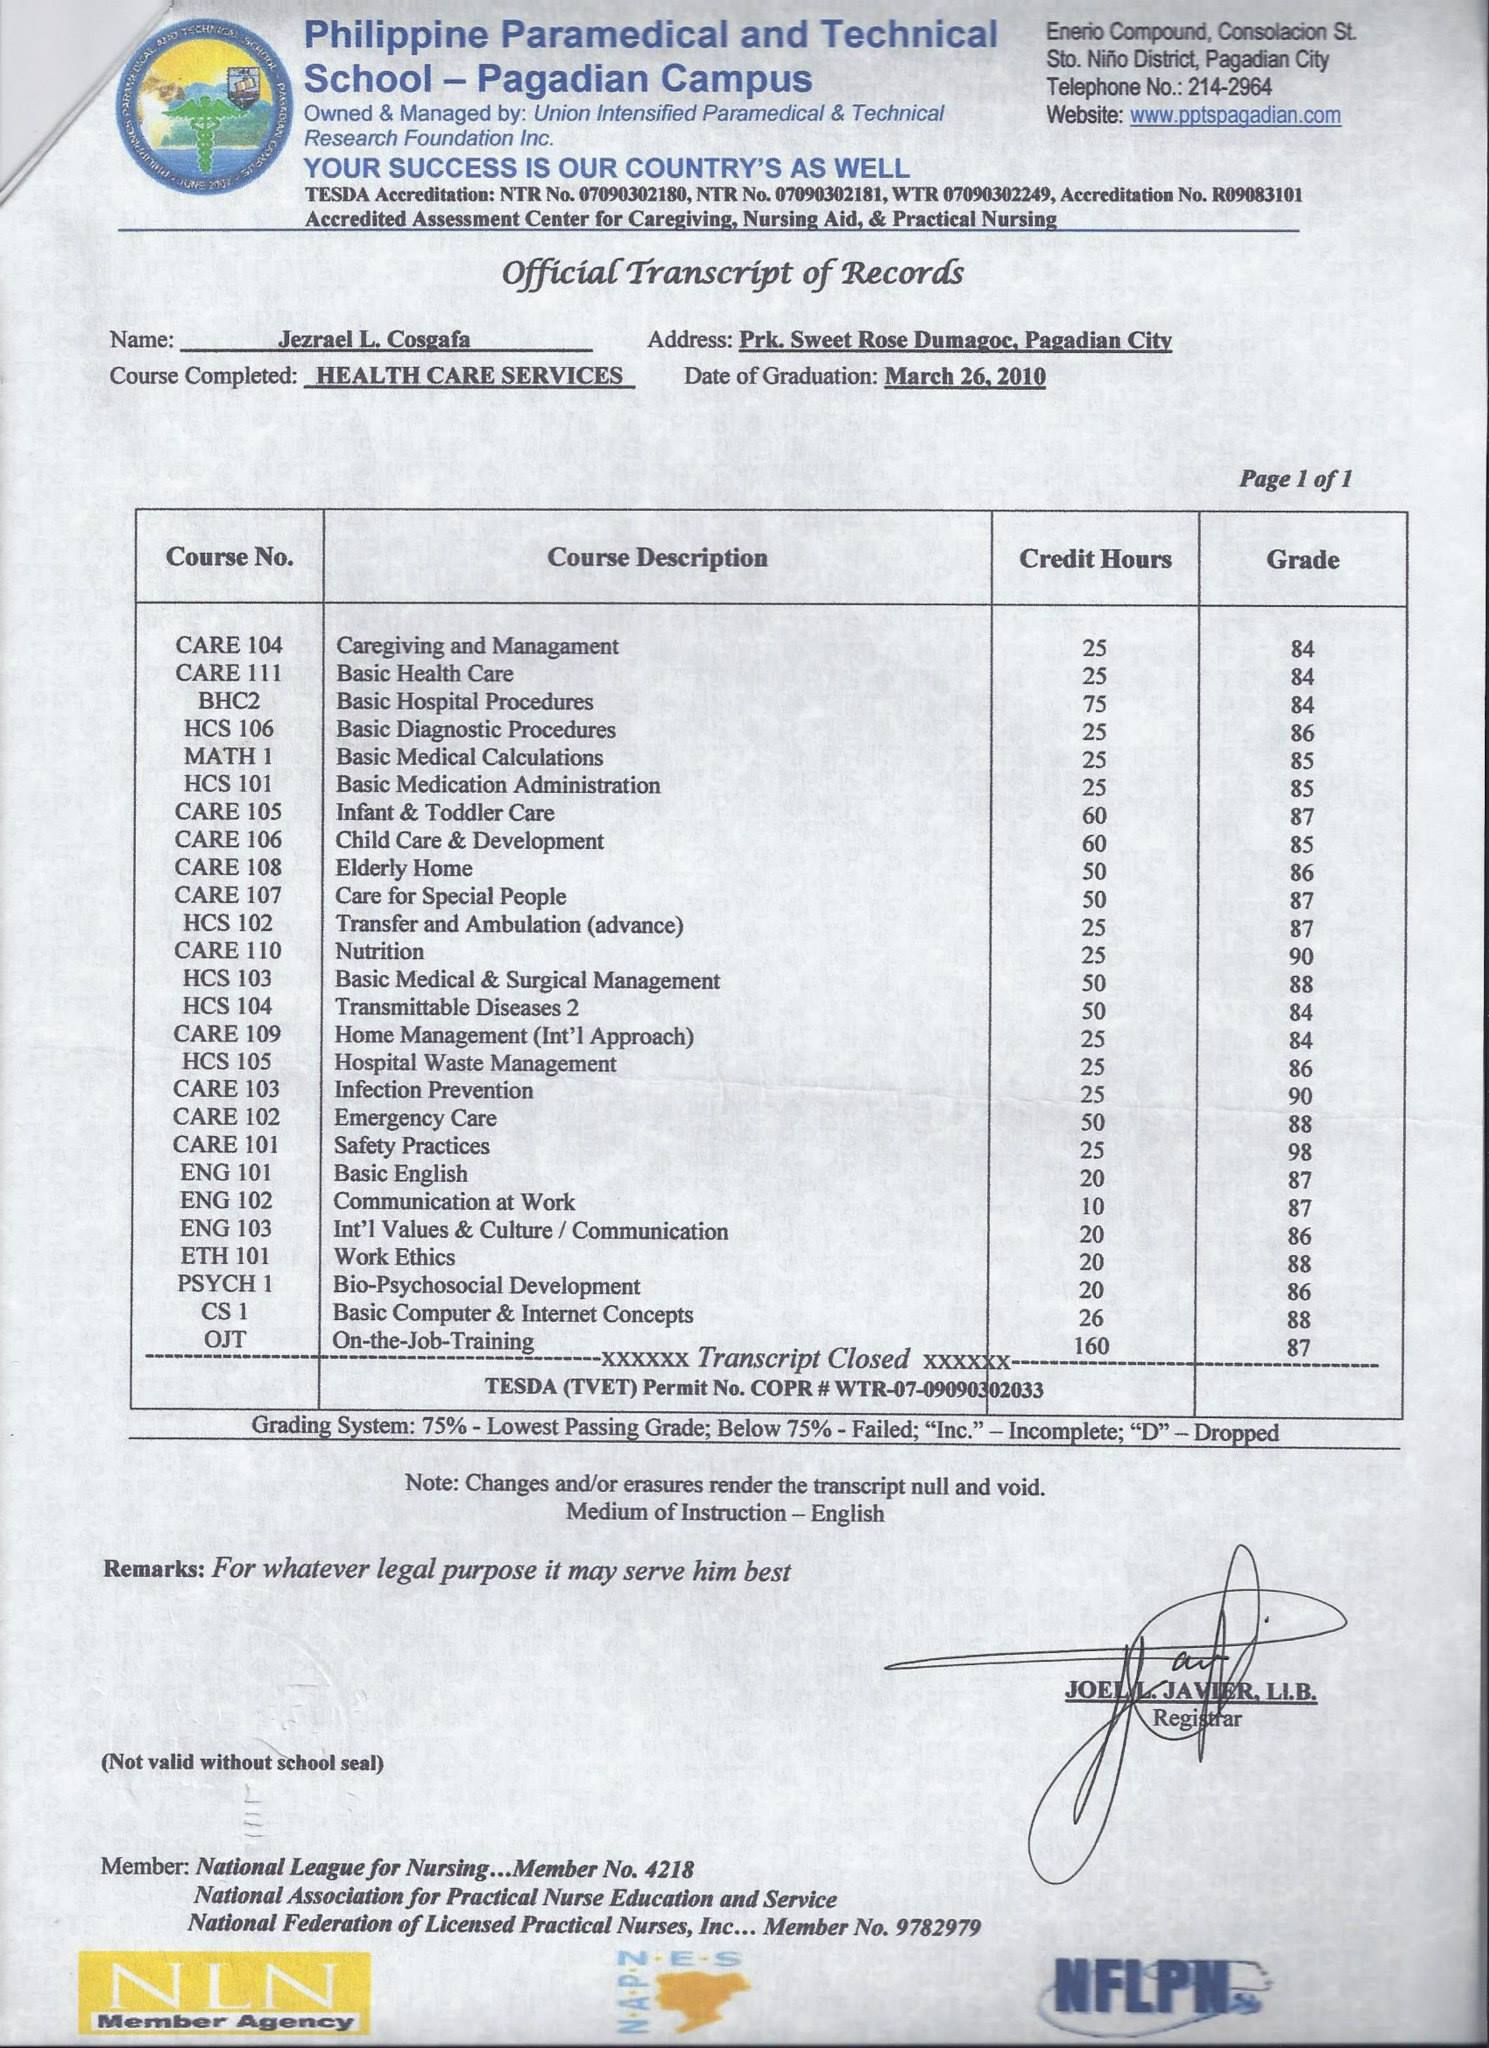 Philippine Paramedical and Technical
School – Pagadian Campus
Owned & Managed by: Union Intensified Paramedical & Technical
Research Foundation Inc.
YOUR SUCCESS IS OUR COUNTRY'S AS WELL
TESDA Accreditation: NTR No. 07090302180, NTR No. 07090302181, WTR 07090302249, Accreditation No. R09083101
Accredited Assessment Center for Caregiving, Nursing Aid, & Practical Nursing
Enerio Compound, Consolacion St.
Sto. Niño District, Pagadian City
Telephone No.: 214-2964
Website: www.pptspagadian.com
Official Transcript of Records
Name: Jezrael L. Cosgafa Address: Prk. Sweet Rose Dumagoc, Pagadian City
Course Completed: HEALTH CARE SERVICES Date of Graduation: March 26, 2010
Page 1 of 1
Course No. Course Description Credit Hours Grade
CARE 104 Caregiving and Managament 25 84
CARE 111 Basic Health Care 25 84
BHC2 Basic Hospital Procedures 75 84
HCS 106 Basic Diagnostic Procedures 25 86
MATH 1 Basic Medical Calculations 25 85
HCS 101 Basic Medication Administration 25 85
CARE 105 Infant & Toddler Care 60 87
CARE 106 Child Care & Development 60 85
CARE 108 Elderly Home 50 86
CARE 107 Care for Special People 50 87
HCS 102 Transfer and Ambulation (advance) 25 87
CARE 110 Nutrition 25 90
HCS 103 Basic Medical & Surgical Management 50 88
HCS 104 Transmittable Diseases 2 50 84
CARE 109 Home Management (Int'l Approach) 25 84
HCS 105 Hospital Waste Management 25 86
CARE 103 Infection Prevention 25 90
CARE 102 Emergency Care 50 88
CARE 101 Safety Practices 25 98
ENG 101 Basic English 20 87
ENG 102 Communication at Work 10 87
ENG 103 Int'l Values & Culture / Communication 20 86
ETH 101 Work Ethics 20 88
PSYCH 1 Bio-Psychosocial Development 20 86
CS 1 Basic Computer & Internet Concepts 26 88
OJT On-the-Job-Training 160 87
xxxxxx Transcript Closed xxxxxx
TESDA (TVET) Permit No. COPR # WTR-07-09090302033
Grading System: 75% - Lowest Passing Grade; Below 75% - Failed; “Inc.” – Incomplete; “D” – Dropped
Note: Changes and/or erasures render the transcript null and void.
Medium of Instruction – English
Remarks: For whatever legal purpose it may serve him best
JOEL L. JAVIER, Ll.B.
Registrar
(Not valid without school seal)
Member: National League for Nursing...Member No. 4218
National Association for Practical Nurse Education and Service
National Federation of Licensed Practical Nurses, Inc... Member No. 9782979
NLN
Member Agency
N·A·P·N·E·S
NFLPN